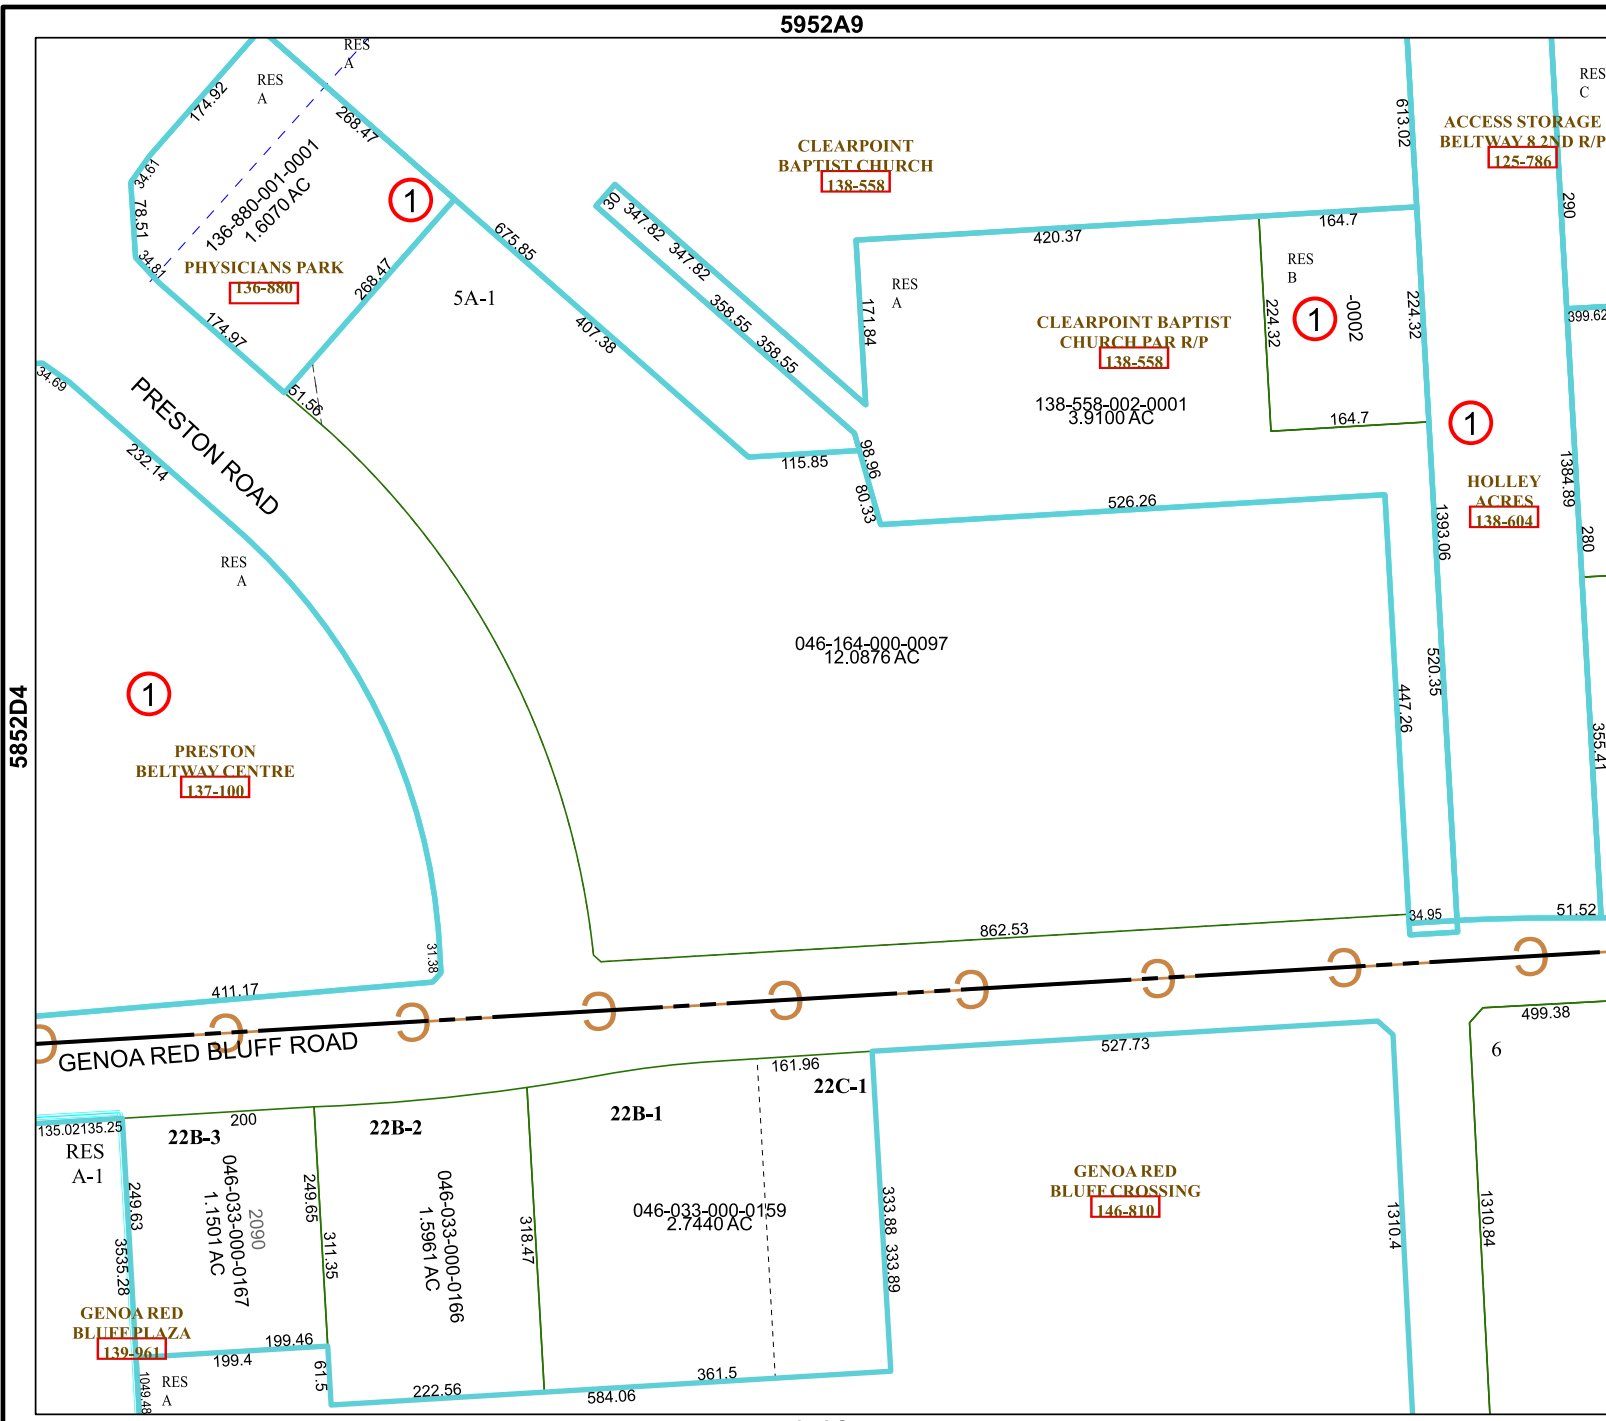 5952A9
5852D4
RES
A
RES
A
174.92
34.61
78.51
34.81
174.97
268.47
268.47
136-880-001-0001
1.6070 AC
PHYSICIANS PARK
136-880
1
675.85
407.38
5A-1
51.56
30
347.82
347.82
358.55
358.55
115.85
98.96
80.33
CLEARPOINT
BAPTIST CHURCH
138-558
420.37
164.7
171.84
RES
A
RES
B
-0002
1
224.32
224.32
164.7
CLEARPOINT BAPTIST
CHURCH PAR R/P
138-558
138-558-002-0001
3.9100 AC
526.26
613.02
ACCESS STORAGE
BELTWAY 8 2ND R/P
125-786
RES
C
290
399.62
1
HOLLEY
ACRES
138-604
1384.89
280
1393.06
520.35
447.26
355.41
34.95
51.52
34.69
232.14
PRESTON ROAD
RES
A
1
PRESTON
BELTWAY CENTRE
137-100
31.38
411.17
046-164-000-0097
12.0876 AC
862.53
C C C C C C C C C
GENOA RED BLUFF ROAD
135.02
135.25
RES
A-1
200
22B-3
249.63
3535.28
2090
046-033-000-0167
1.1501 AC
249.65
311.35
GENOA RED
BLUFF PLAZA
139-961
199.46
199.4
61.5
1049.48
RES
A
22B-2
046-033-000-0166
1.5961 AC
318.47
222.56
584.06
361.5
22B-1
161.96
22C-1
046-033-000-0159
2.7440 AC
333.88
333.89
527.73
GENOA RED
BLUFF CROSSING
146-810
1310.4
1310.84
499.38
6